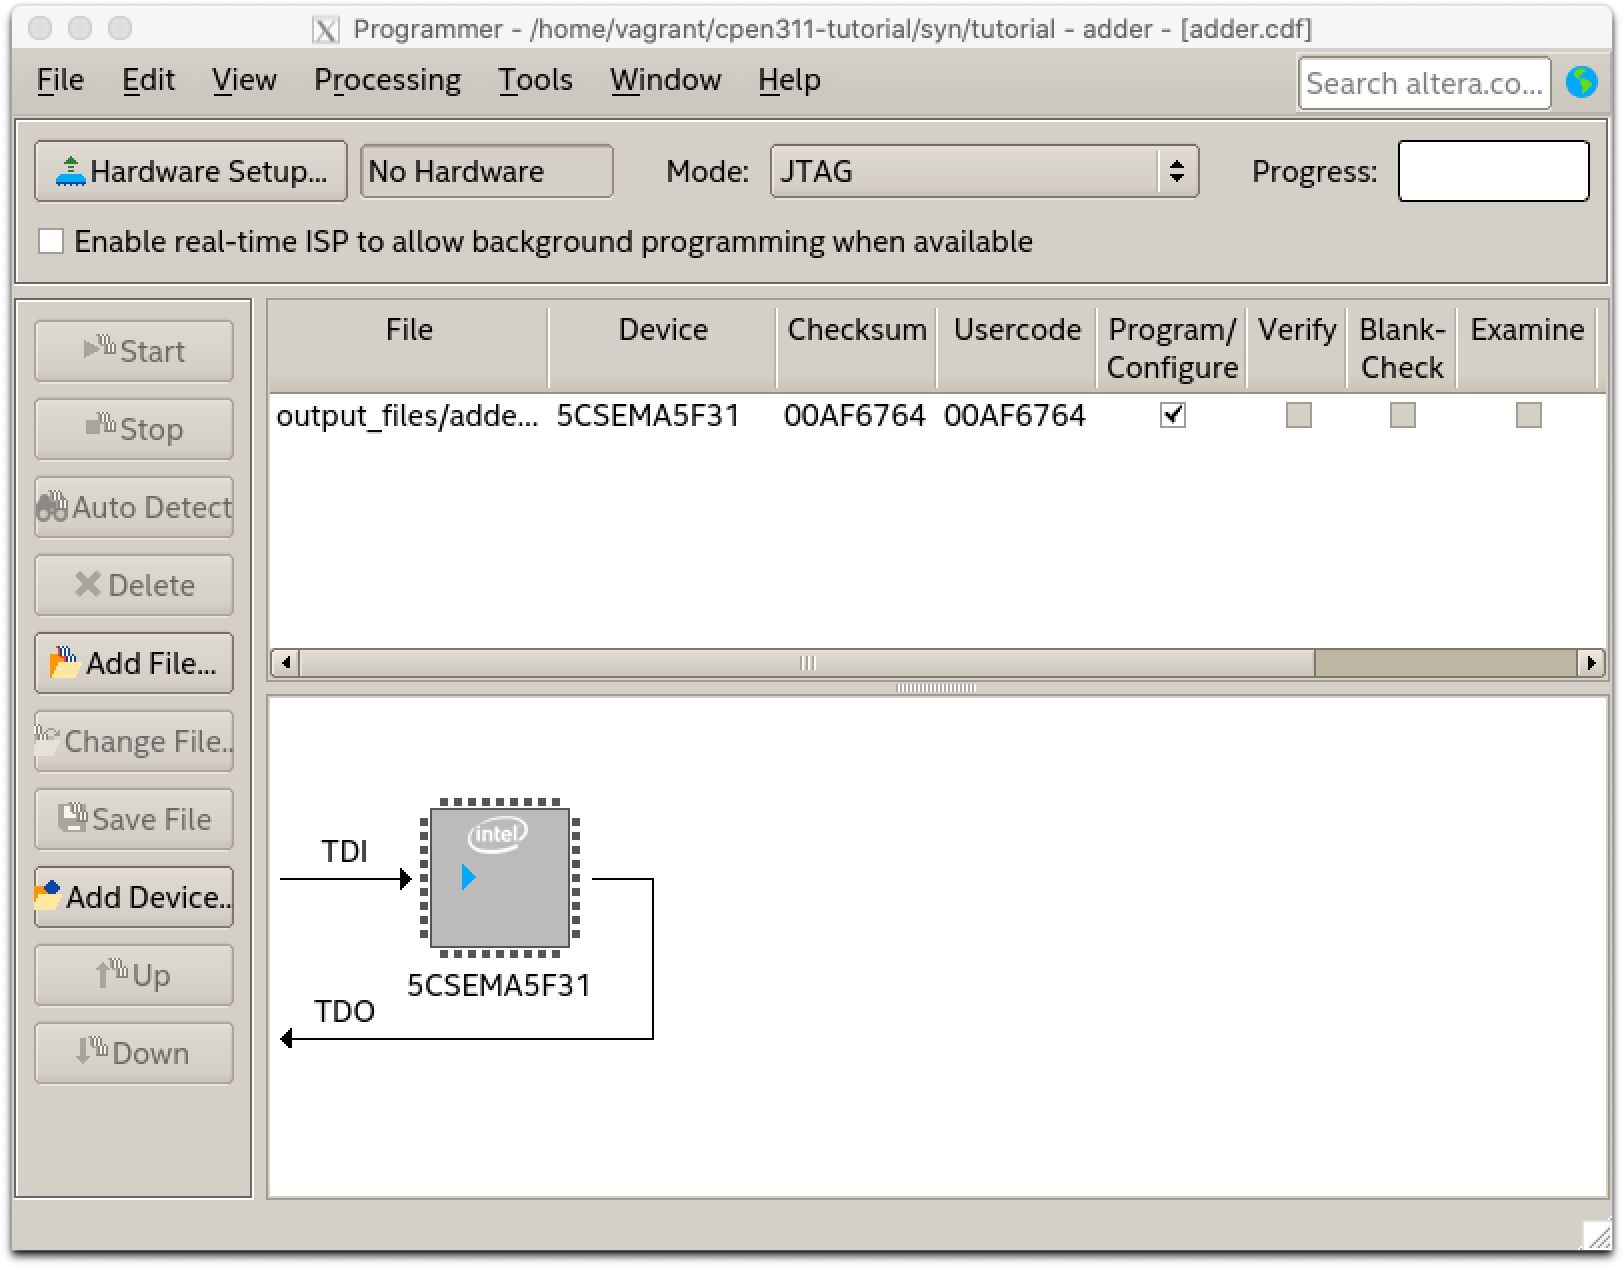 Programmer - /home/vagrant/cpen311-tutorial/syn/tutorial - adder - [adder.cdf]
File Edit View Processing Tools Window Help Search altera.co...
Hardware Setup... No Hardware Mode: JTAG Progress:
Enable real-time ISP to allow background programming when available
Start
Stop
Auto Detect
Delete
Add File...
Change File..
Save File
Add Device..
Up
Down
File Device Checksum Usercode Program/ Verify Blank- Examine
Configure Check
output_files/adde... 5CSEMA5F31 00AF6764 00AF6764
intel
TDI
5CSEMA5F31
TDO